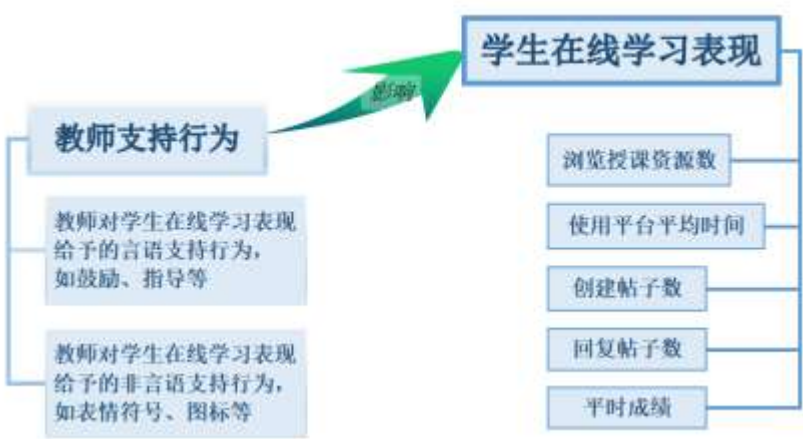 学生在线学习表现
影响
教师支持行为
教师对学生在线学习表现
给予的言语支持行为，
如鼓励、指导等
教师对学生在线学习表现
给予的非言语支持行为，
如表情符号、图标等
浏览授课资源数
使用平台平均时间
创建帖子数
回复帖子数
平时成绩